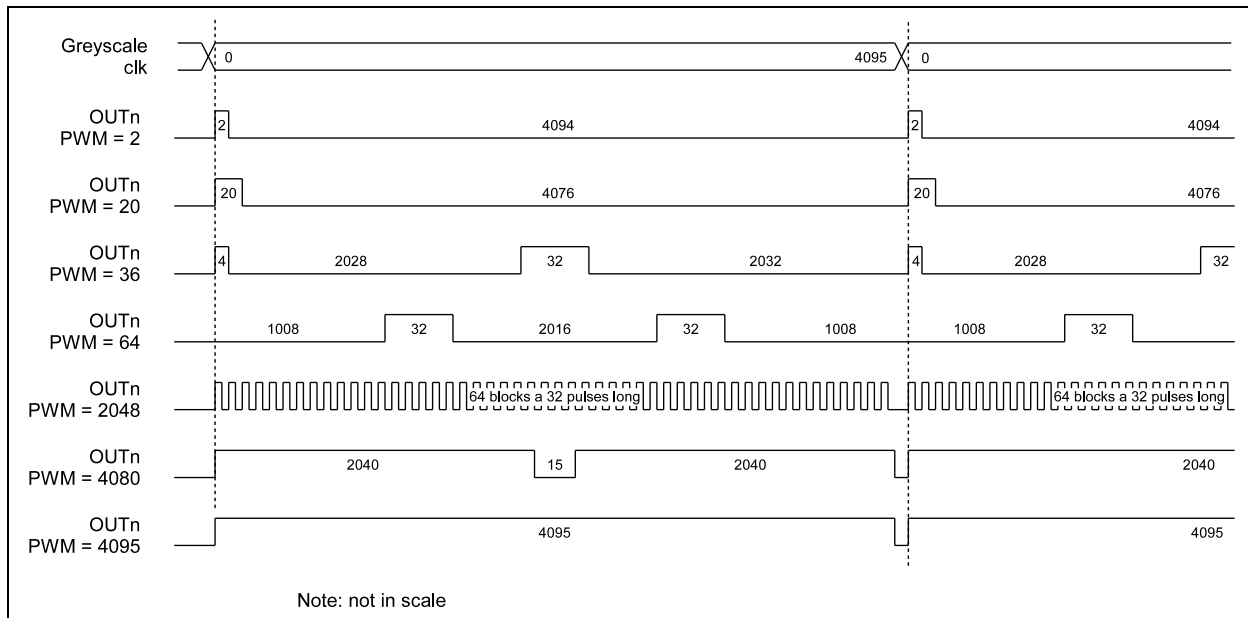 Greyscale
clk
0 4095 0
OUTn
PWM = 2
2 4094 2 4094
OUTn
PWM = 20
20 4076 20 4076
OUTn
PWM = 36
4 2028 32 2032 4 2028 32
OUTn
PWM = 64
1008 32 2016 32 1008 1008 32
OUTn
PWM = 2048
64 blocks a 32 pulses long 64 blocks a 32 pulses long
OUTn
PWM = 4080
2040 15 2040 2040
OUTn
PWM = 4095
4095 4095
Note: not in scale